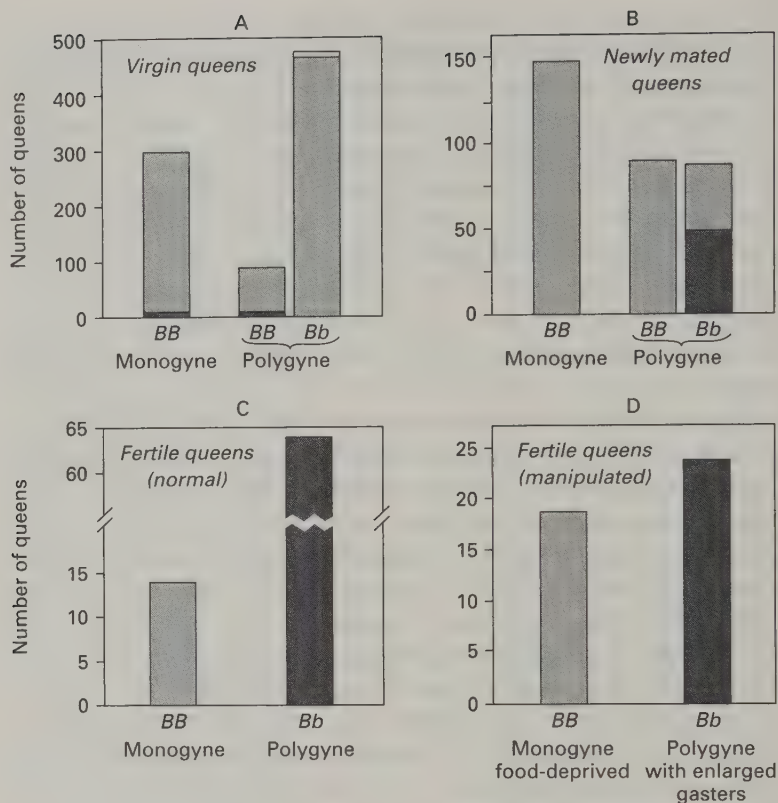 A
Virgin queens
Number of queens
500
400
300
200
100
0
BB
BB
Bb
Monogyne
Polygyne
B
Newly mated
queens
150
100
50
0
BB
BB
Bb
Monogyne
Polygyne
C
Fertile queens
(normal)
Number of queens
65
60
15
10
5
0
BB
Bb
Monogyne
Polygyne
D
Fertile queens
(manipulated)
25
20
15
10
5
0
BB
Bb
Monogyne
food-deprived
Polygyne
with enlarged
gasters